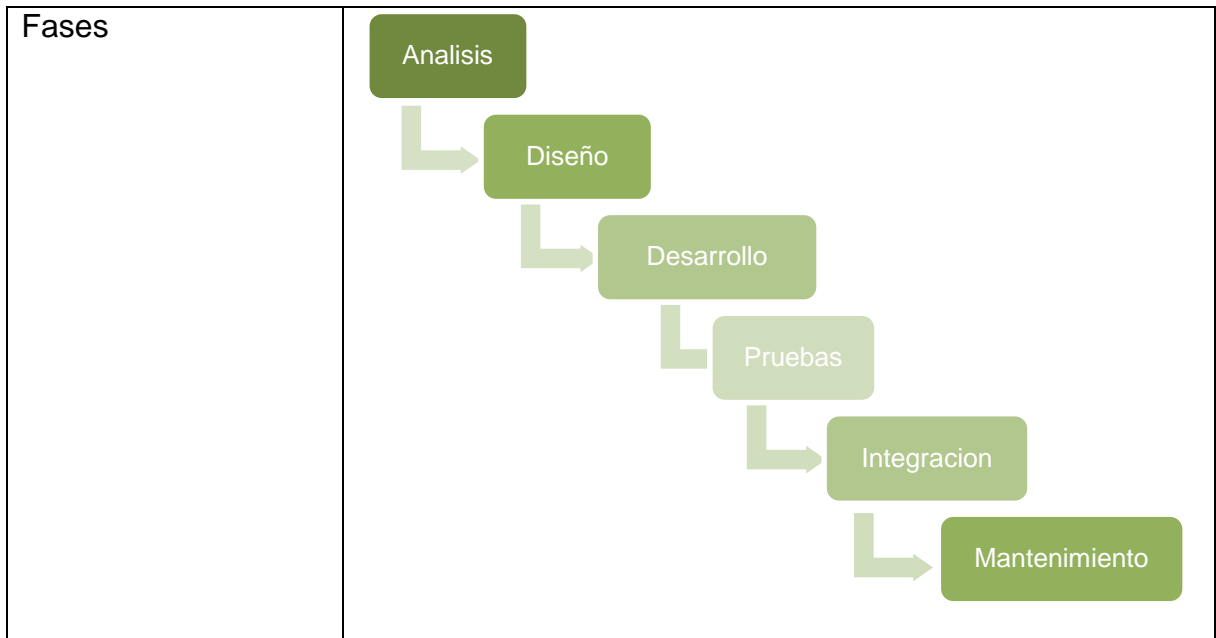 Fases
Analisis
Diseño
Desarrollo
Pruebas
Integracion
Mantenimiento